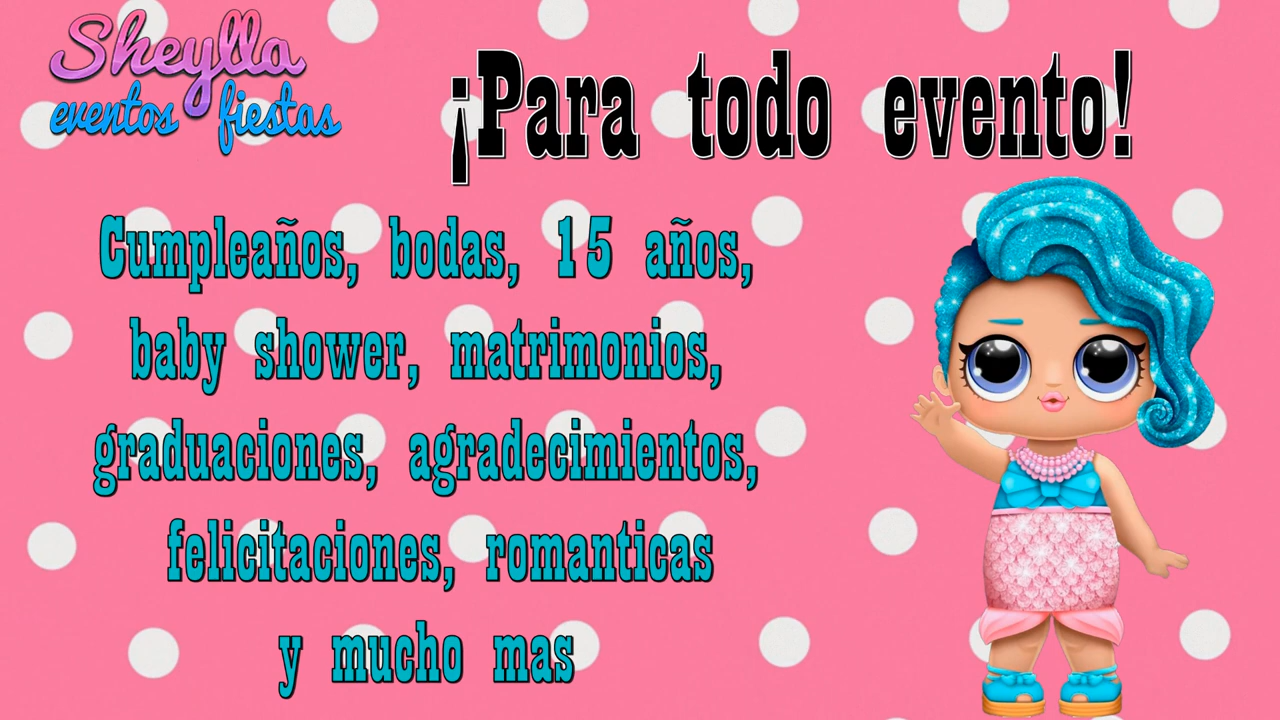 Sheylla
eventos fiestas
¡Para todo evento!
Cumpleaños, bodas, 15 años,
baby shower, matrimonios,
graduaciones, agradecimientos,
felicitaciones, romanticas
y mucho mas